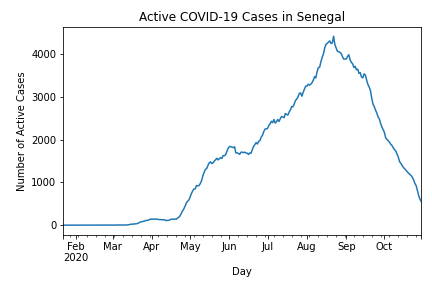 Active COVID-19 Cases in Senegal
Number of Active Cases
4000
3000
2000
1000
0
Feb Mar Apr May Jun Jul Aug Sep Oct
2020
Day